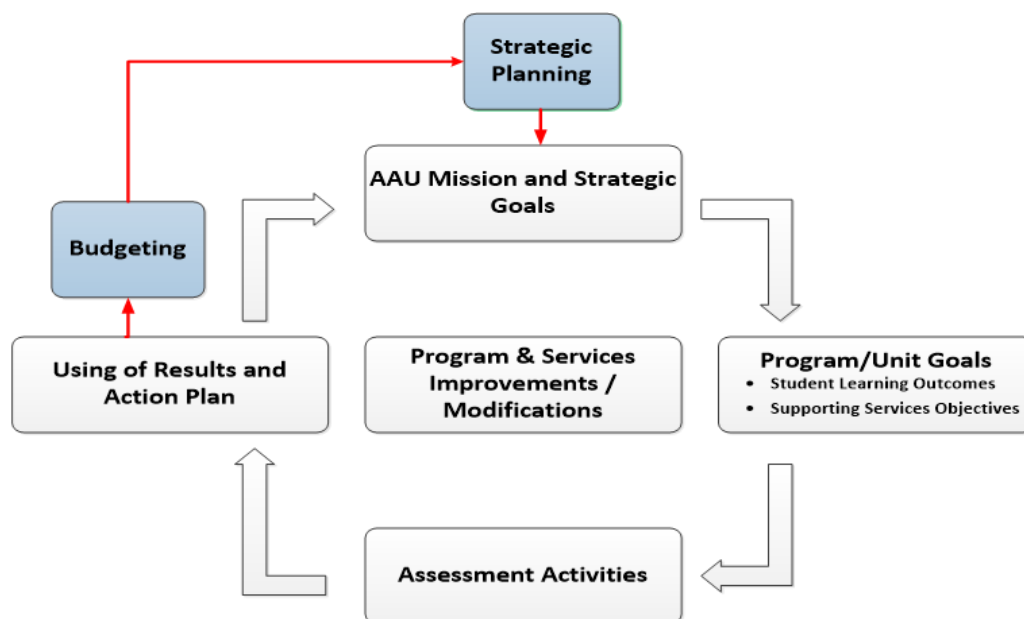 Strategic
Planning
AAU Mission and Strategic
Goals
Budgeting
Using of Results and
Action Plan
Program & Services
Improvements /
Modifications
Program/Unit Goals
• Student Learning Outcomes
• Supporting Services Objectives
Assessment Activities